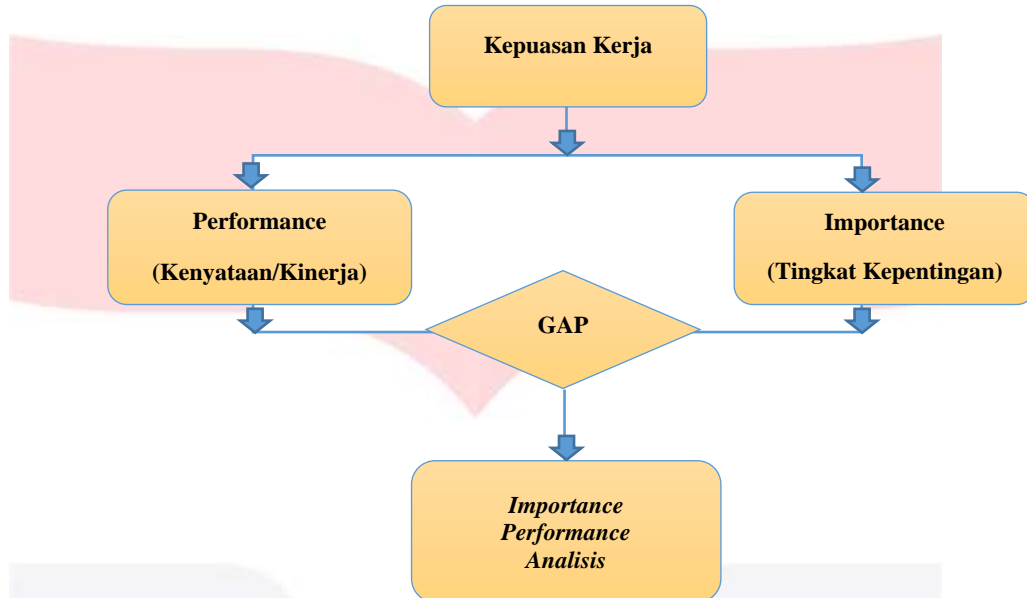 Kepuasan Kerja
Performance
(Kenyataan/Kinerja)
Importance
(Tingkat Kepentingan)
GAP
Importance
Performance
Analisis